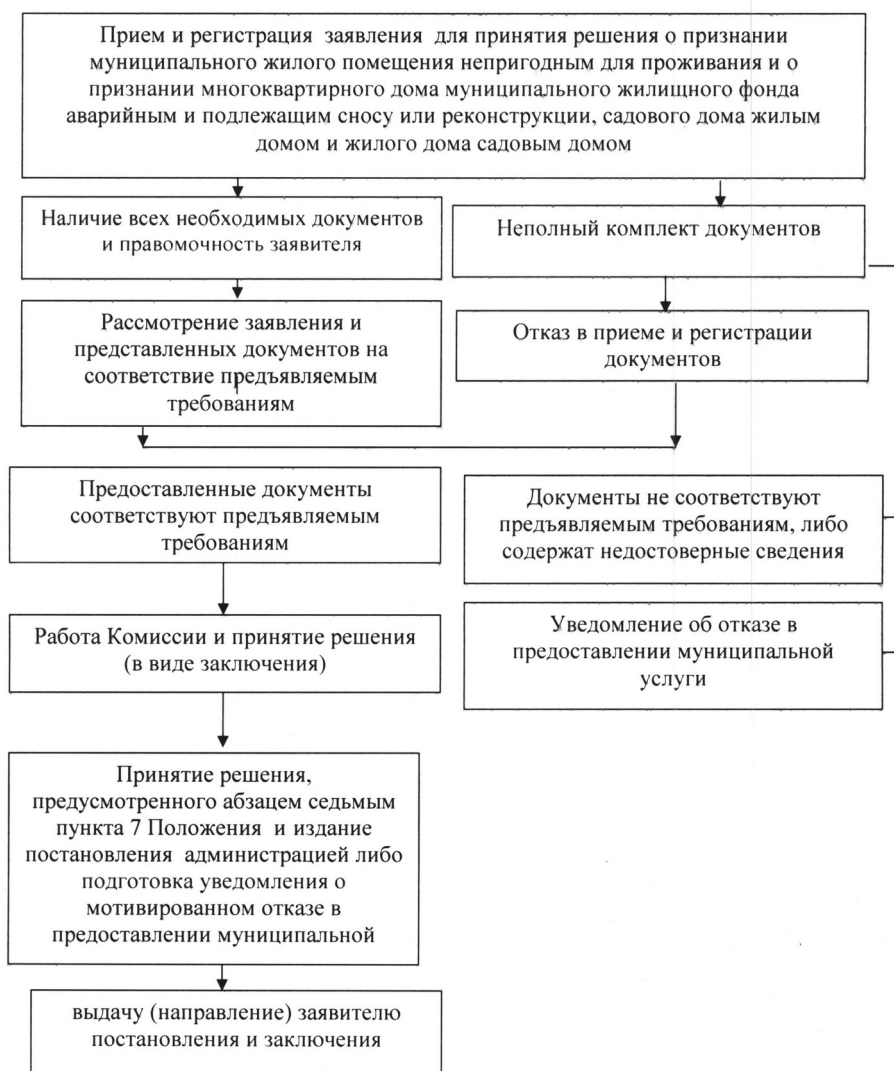 Прием и регистрация заявления для принятия решения о признании
муниципального жилого помещения непригодным для проживания и о
признании многоквартирного дома муниципального жилищного фонда
аварийным и подлежащим сносу или реконструкции, садового дома жилым
домом и жилого дома садовым домом
Наличие всех необходимых документов
и правомочность заявителя
Неполный комплект документов
Рассмотрение заявления и
представленных документов на
соответствие предъявляемым
требованиям
Отказ в приеме и регистрации
документов
Предоставленные документы
соответствуют предъявляемым
требованиям
Документы не соответствуют
предъявляемым требованиям, либо
содержат недостоверные сведения
Работа Комиссии и принятие решения
(в виде заключения)
Уведомление об отказе в
предоставлении муниципальной
услуги
Принятие решения,
предусмотренного абзацем седьмым
пункта 7 Положения и издание
постановления администрацией либо
подготовка уведомления о
мотивированном отказе в
предоставлении муниципальной
выдачу (направление) заявителю
постановления и заключения